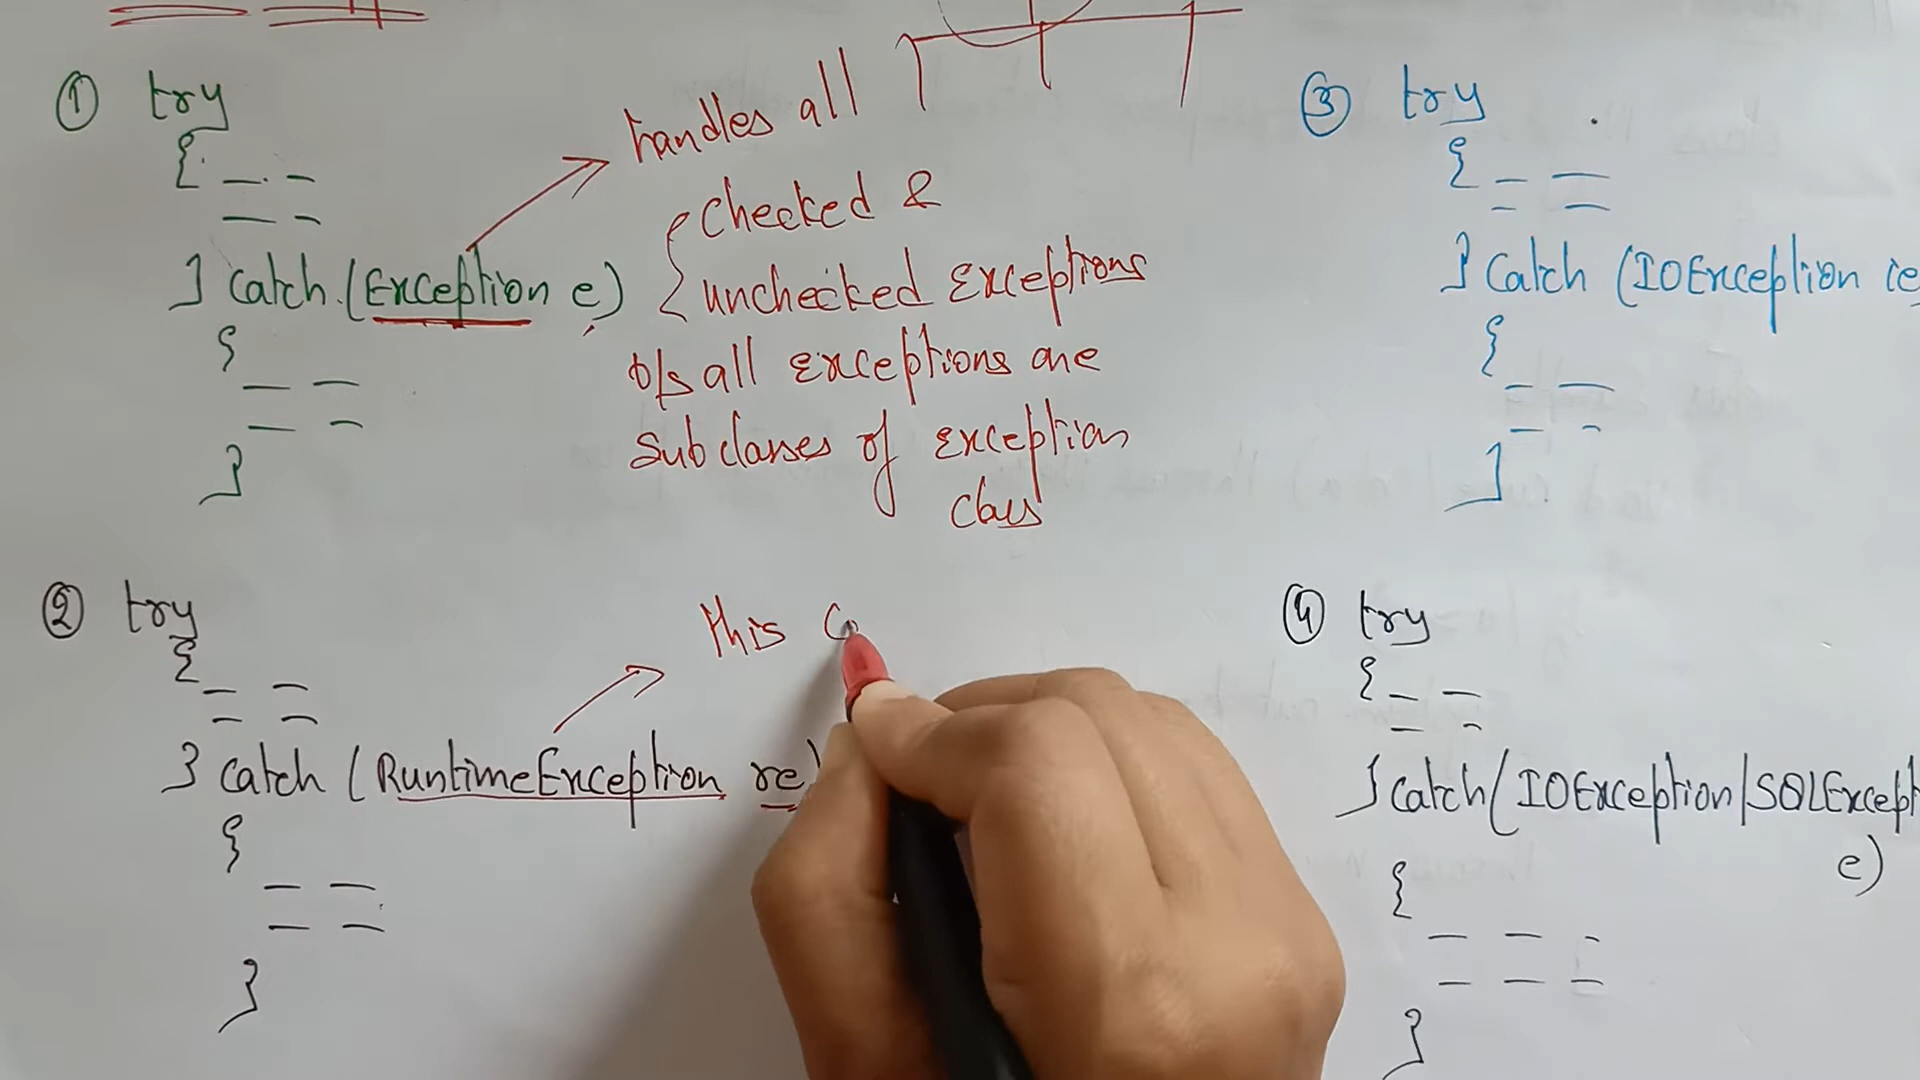 ① try
{
} catch (Exception e)
{
}
handles all
checked &
unchecked Exceptions
all exceptions are
subclasses of exception
class
② try
{
} catch (RuntimeException re)
{
}
this
③ try
{
} catch (IOException ie
{
}
④ try
{
} catch (IOException/SQLExcept
e)
{
}